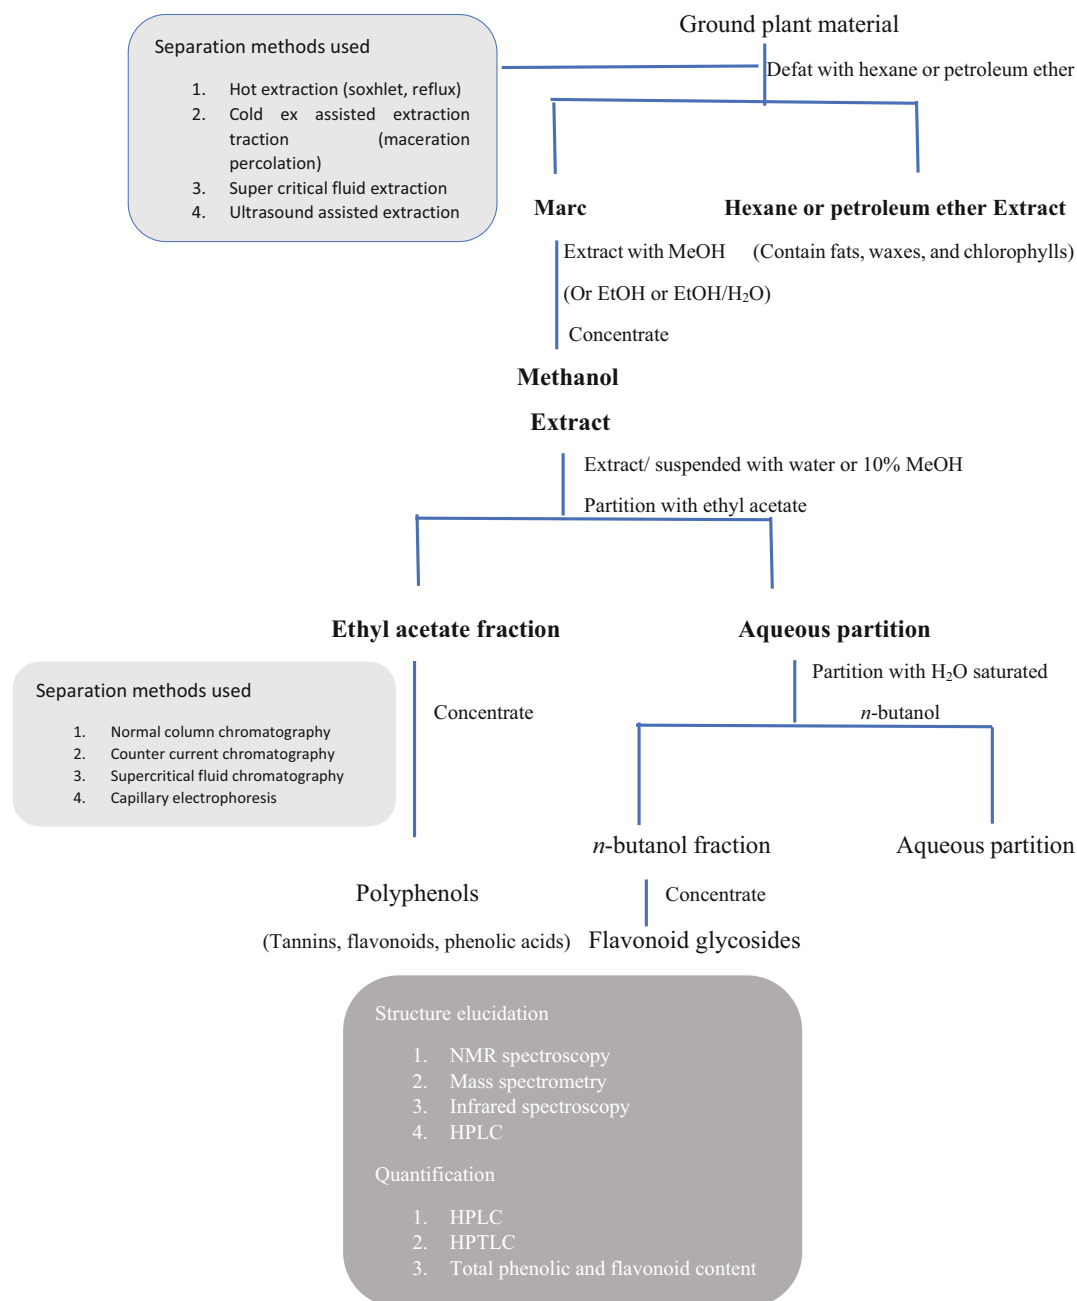 Ground plant material
Defat with hexane or petroleum ether
Separation methods used
1. Hot extraction (soxhlet, reflux)
2. Cold ex assisted extraction
traction (maceration
percolation)
3. Super critical fluid extraction
4. Ultrasound assisted extraction
Marc
Hexane or petroleum ether Extract
Extract with MeOH
(Contain fats, waxes, and chlorophylls)
(Or EtOH or EtOH/H₂O)
Concentrate
Methanol
Extract
Extract/ suspended with water or 10% MeOH
Partition with ethyl acetate
Ethyl acetate fraction
Aqueous partition
Partition with H₂O saturated
n-butanol
Separation methods used
1. Normal column chromatography
2. Counter current chromatography
3. Supercritical fluid chromatography
4. Capillary electrophoresis
Concentrate
n-butanol fraction
Aqueous partition
Polyphenols
Concentrate
(Tannins, flavonoids, phenolic acids)
Flavonoid glycosides
Structure elucidation
1. NMR spectroscopy
2. Mass spectrometry
3. Infrared spectroscopy
4. HPLC
Quantification
1. HPLC
2. HPTLC
3. Total phenolic and flavonoid content